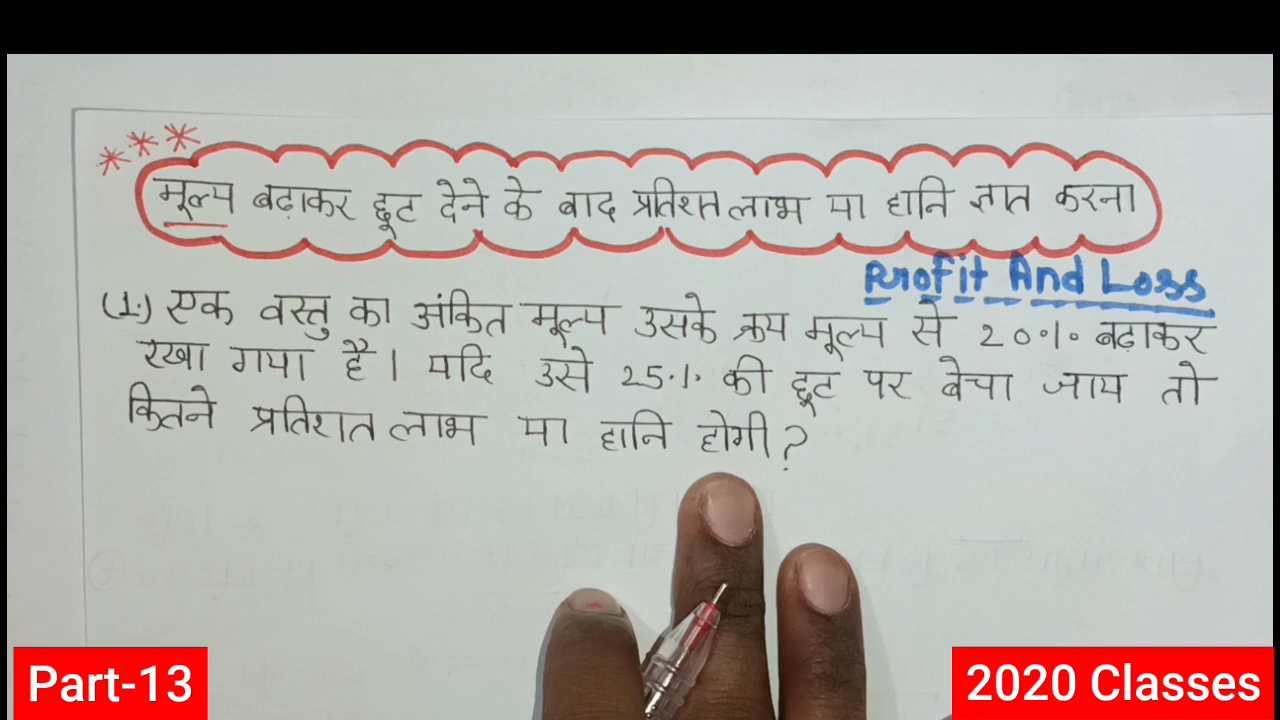 मूल्य बढ़ाकर छूट देने के बाद प्रतिशत लाभ या हानि ज्ञात करना
Profit And Loss
(1.) एक वस्तु का अंकित मूल्य उसके क्रय मूल्य से 20% बढ़ाकर
रखा गया है। यदि उसे 25% की छूट पर बेचा जाय तो
कितने प्रतिशत लाभ या हानि होगी?
Part-13
2020 Classes